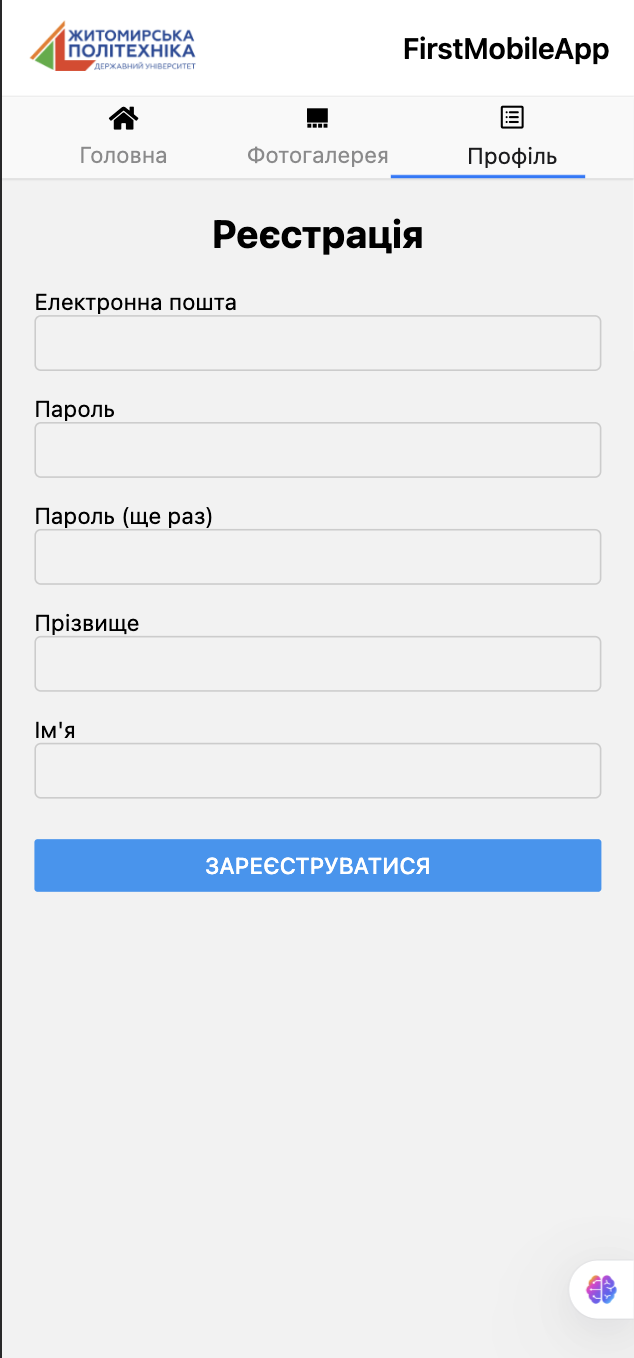 ЖИТОМИРСЬКА
ПОЛІТЕХНІКА
ДЕРЖАВНИЙ УНІВЕРСИТЕТ
FirstMobileApp
Головна
Фотогалерея
Профіль
Реєстрація
Електронна пошта
Пароль
Пароль (ще раз)
Прізвище
Ім'я
ЗАРЕЄСТРУВАТИСЯ